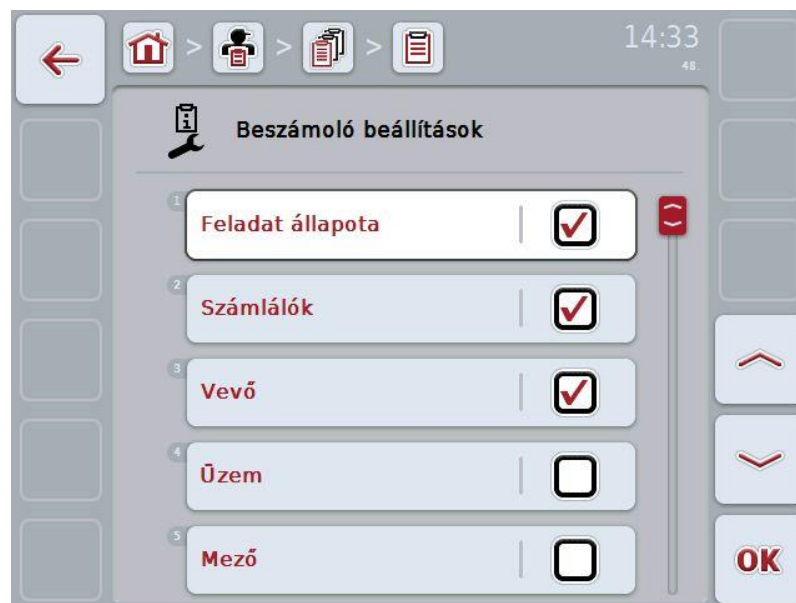 > > >
14:33
48.
Beszámoló beállítások
1
Feladat állapota
2
Számlálók
3
Vevő
4
Üzem
5
Mező
OK